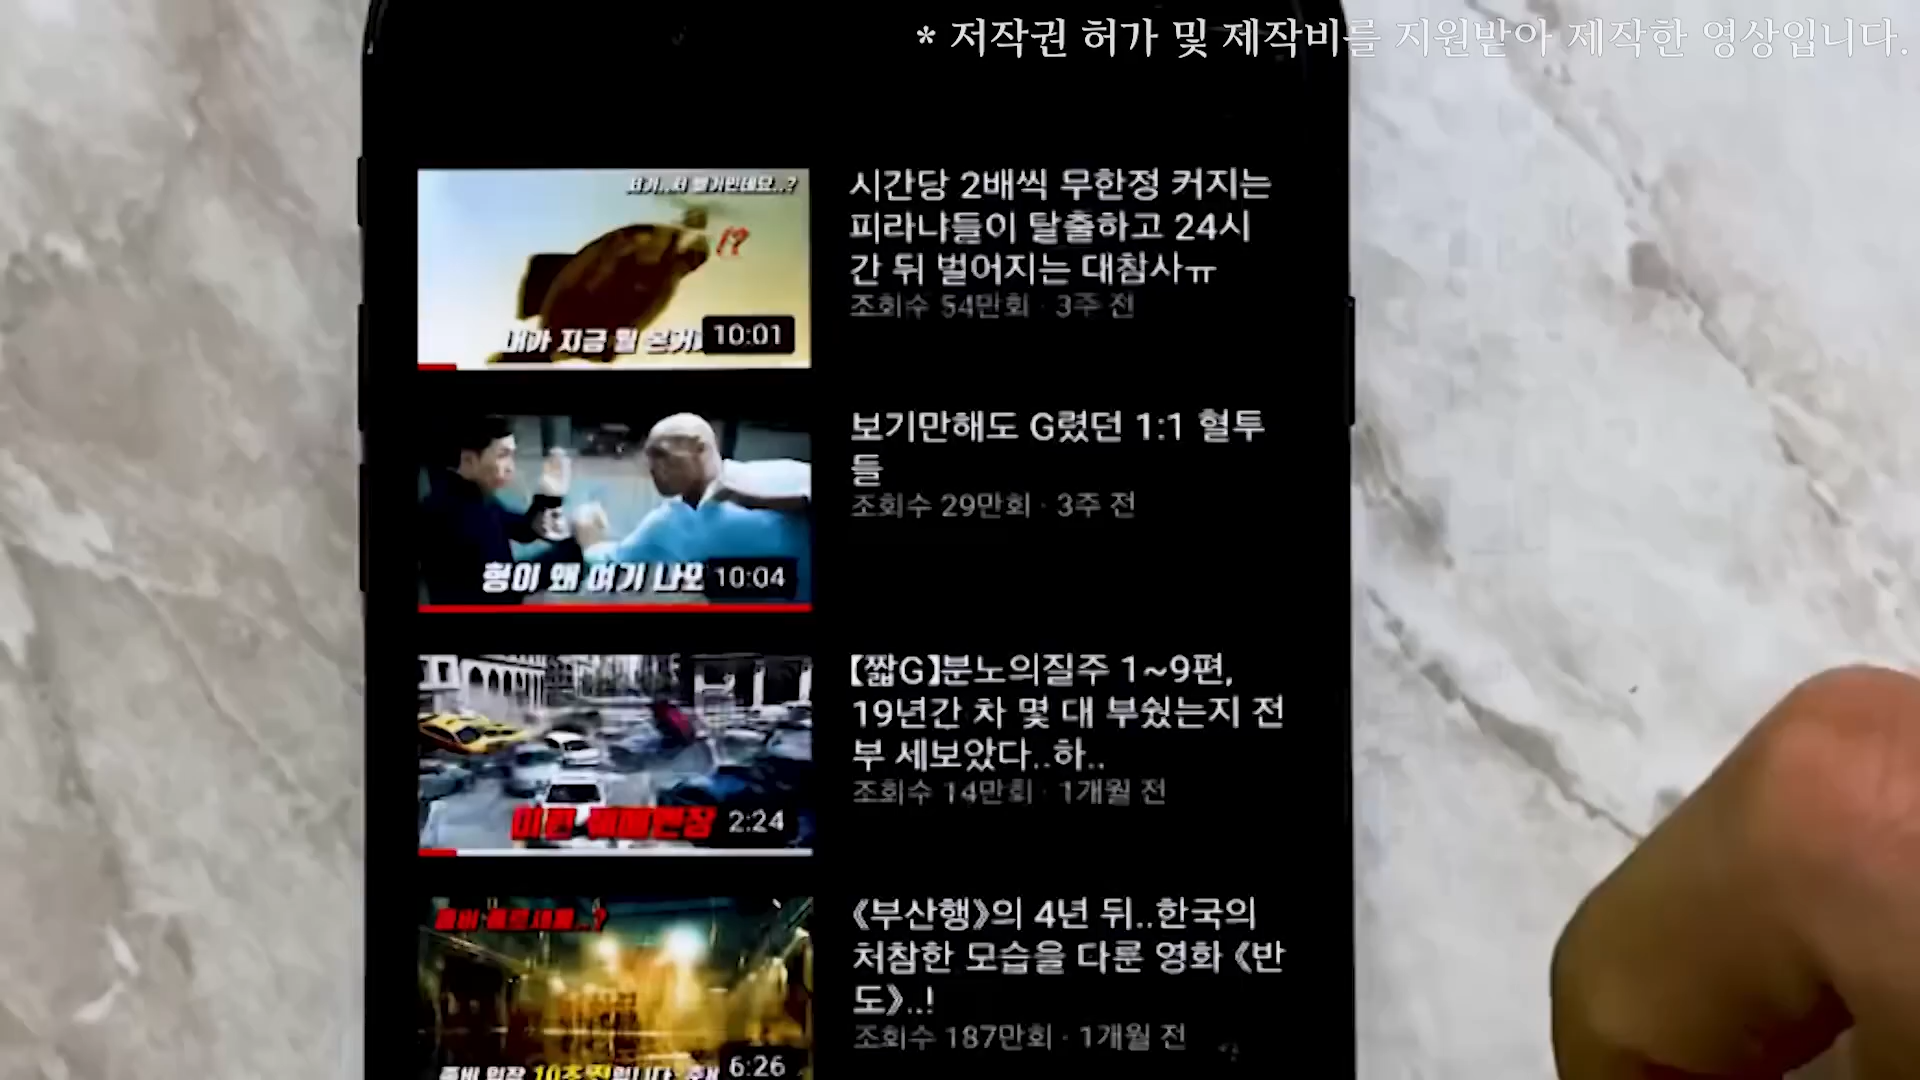 * 저작권 허가 및 제작비를 지원받아 제작한 영상입니다.
10:01
시간당 2배씩 무한정 커지는
피라냐들이 탈출하고 24시
간 뒤 벌어지는 대참사ㅠ
조회수 54만회 · 3주 전
형이 왜 여기 나오
10:04
보기만해도 G렸던 1:1 혈투
들
조회수 29만회 · 3주 전
2:24
【짧G】분노의질주 1~9편,
19년간 차 몇 대 부쉈는지 전
부 세보았다..하..
조회수 14만회 · 1개월 전
6:26
《부산행》의 4년 뒤..한국의
처참한 모습을 다룬 영화 《반
도》..!
조회수 187만회 · 1개월 전